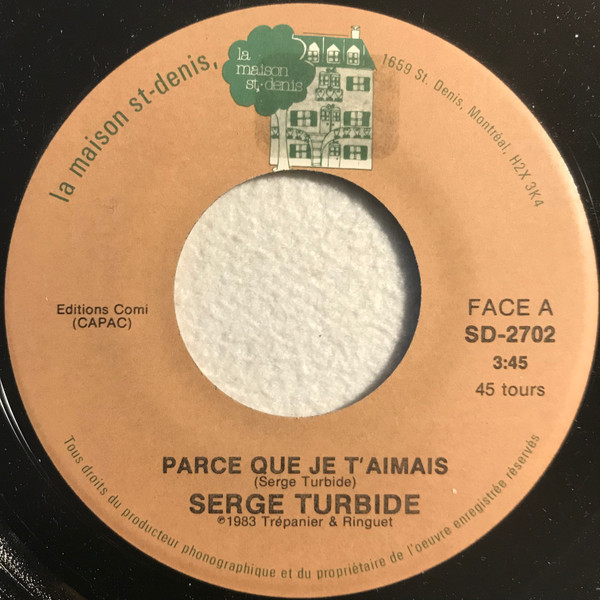 la maison st-denis,
la
maison
st-denis
1659 St. Denis, Montréal, H2X 3K4
Editions Comi
(CAPAC)
FACE A
SD-2702
3:45
45 tours
PARCE QUE JE T'AIMAIS
(Serge Turbide)
SERGE TURBIDE
℗1983 Trépanier & Ringuet
Tous droits du producteur phonographique et du propriétaire de l'oeuvre enregistrée réservés